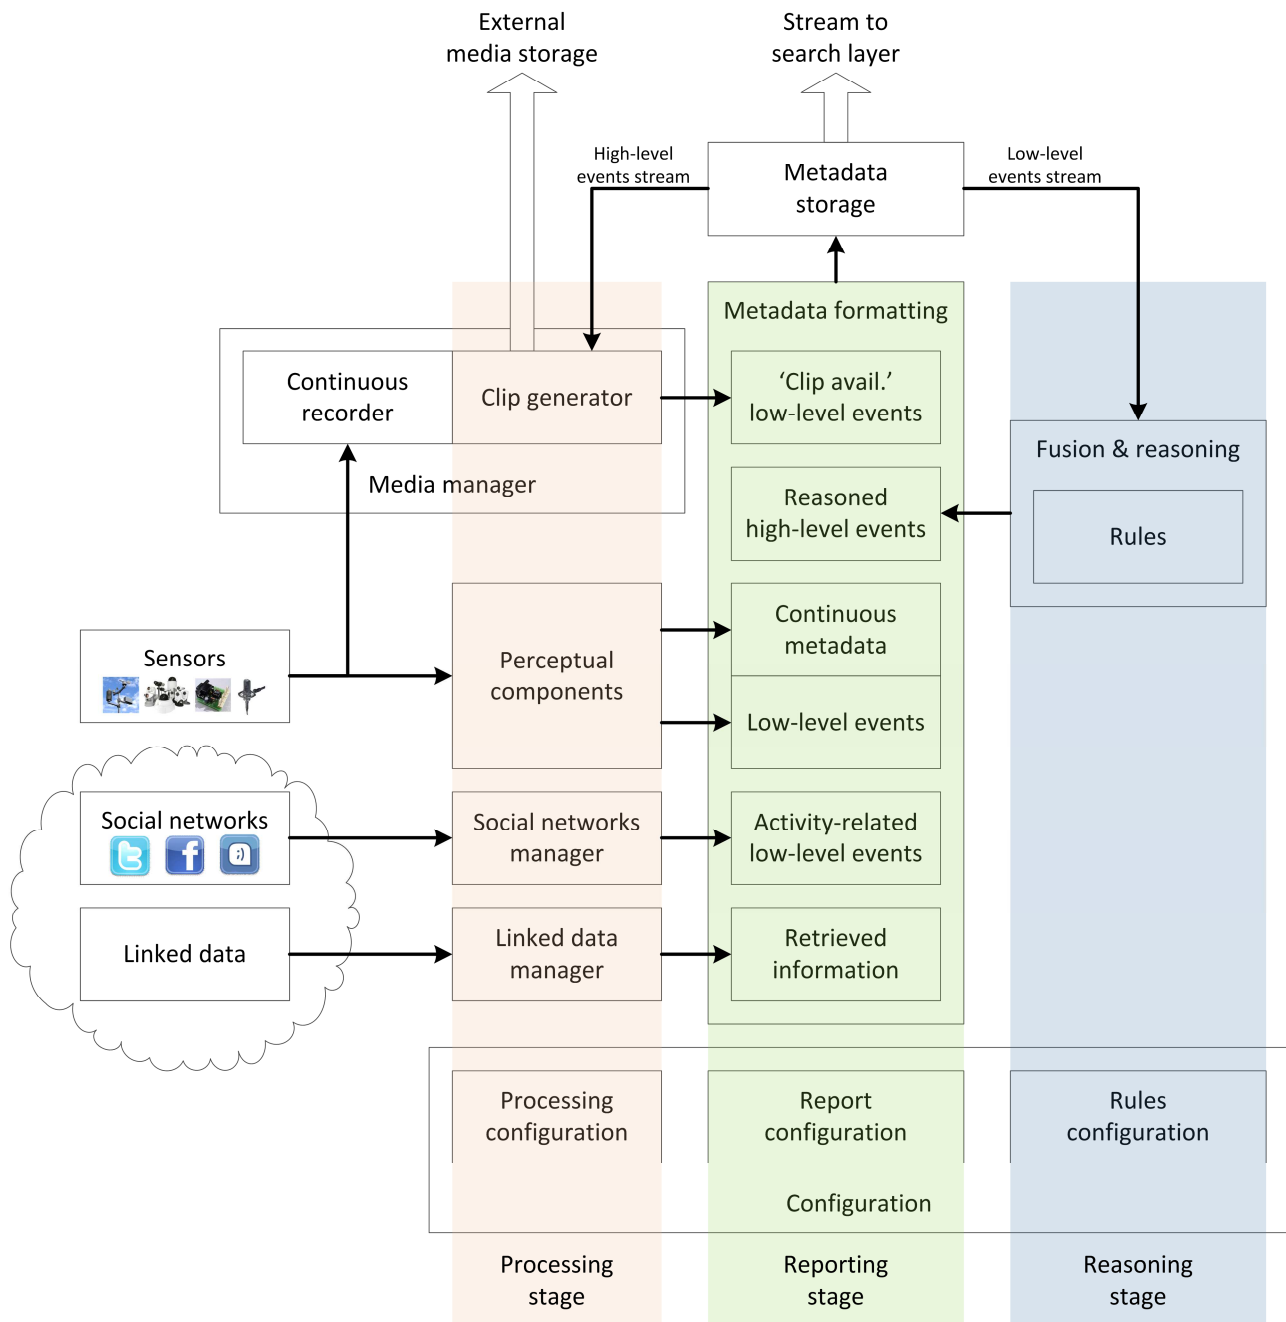 External
media storage
Stream to
search layer
High-level
events stream
Metadata
storage
Low-level
events stream
Metadata formatting
Continuous
recorder
Clip generator
‘Clip avail.’
low-level events
Media manager
Fusion & reasoning
Reasoned
high-level events
Rules
Sensors
Perceptual
components
Continuous
metadata
Low-level events
Social networks
Social networks
manager
Activity-related
low-level events
Linked data
Linked data
manager
Retrieved
information
Processing
configuration
Report
configuration
Rules
configuration
Configuration
Processing
stage
Reporting
stage
Reasoning
stage